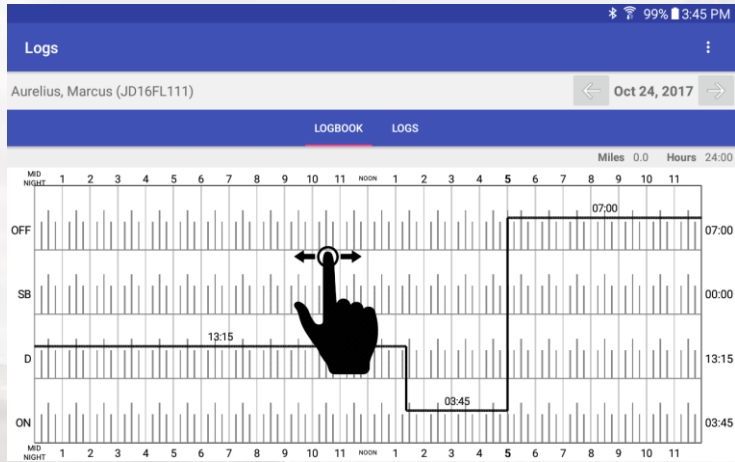 99% 3:45 PM
Logs
Aurelius, Marcus (JD16FL111)
Oct 24, 2017
LOGBOOK LOGS
Miles 0.0 Hours 24:00
MID NIGHT 1 2 3 4 5 6 7 8 9 10 11 NOON 1 2 3 4 5 6 7 8 9 10 11
07:00
OFF 07:00
SB 00:00
13:15
D 13:15
03:45
ON 03:45
MID NIGHT 1 2 3 4 5 6 7 8 9 10 11 NOON 1 2 3 4 5 6 7 8 9 10 11